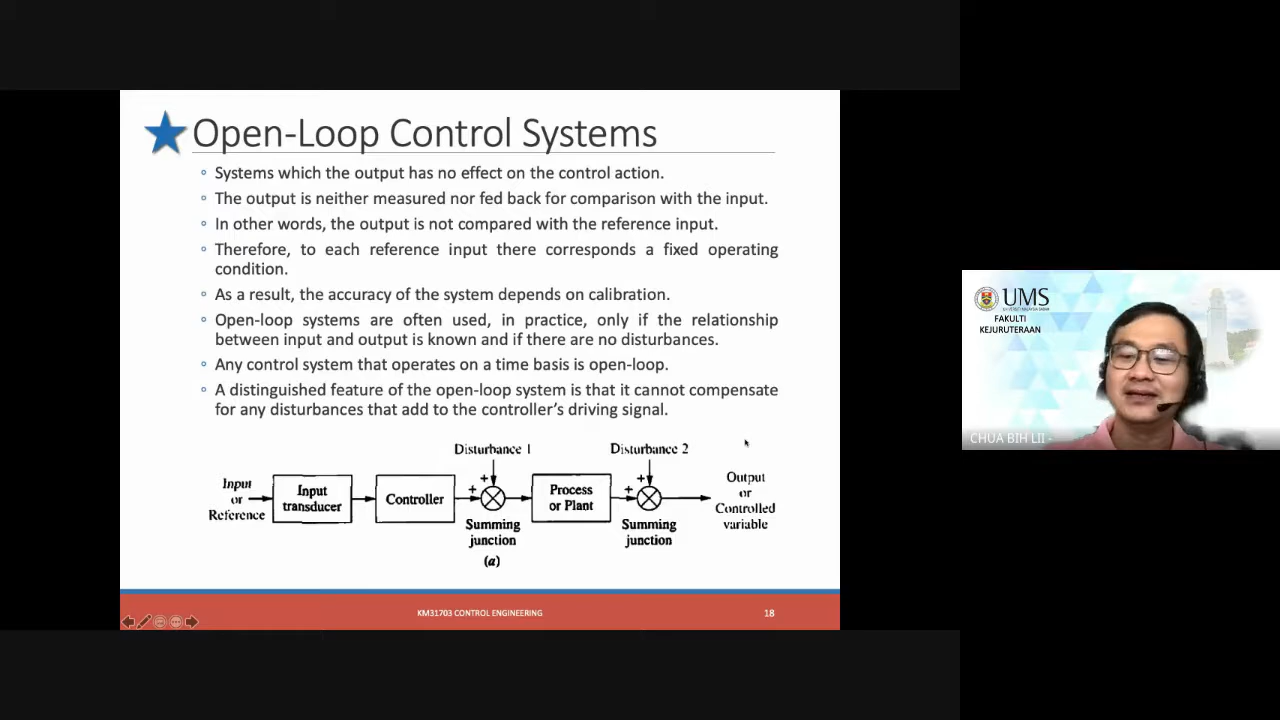 Open-Loop Control Systems
Systems which the output has no effect on the control action.
The output is neither measured nor fed back for comparison with the input.
In other words, the output is not compared with the reference input.
Therefore, to each reference input there corresponds a fixed operating
condition.
As a result, the accuracy of the system depends on calibration.
Open-loop systems are often used, in practice, only if the relationship
between input and output is known and if there are no disturbances.
Any control system that operates on a time basis is open-loop.
A distinguished feature of the open-loop system is that it cannot compensate
for any disturbances that add to the controller's driving signal.
Disturbance 1
Disturbance 2
Input
or
Reference
Input
transducer
Controller
+
+
Summing
junction
Process
or Plant
+
+
Summing
junction
Output
or
Controlled
variable
(a)
KM31703 CONTROL ENGINEERING
18
UMS
FAKULTI
KEJURUTERAAN
CHUA BIH LII -